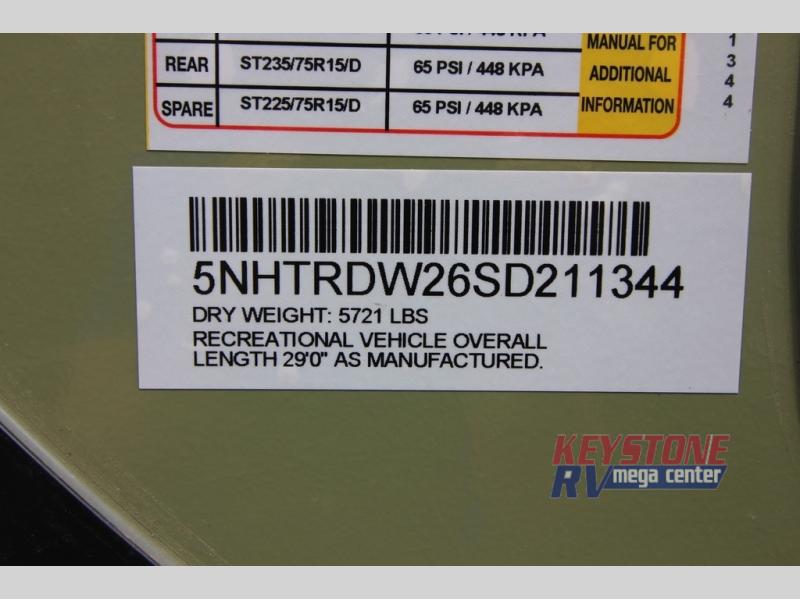 MANUAL FOR
REAR ST235/75R15/D 65 PSI / 448 KPA ADDITIONAL
SPARE ST225/75R15/D 65 PSI / 448 KPA INFORMATION
1
3
4
4
5NHTRDW26SD211344
DRY WEIGHT: 5721 LBS
RECREATIONAL VEHICLE OVERALL
LENGTH 29'0" AS MANUFACTURED.
KEYSTONE
RV mega center